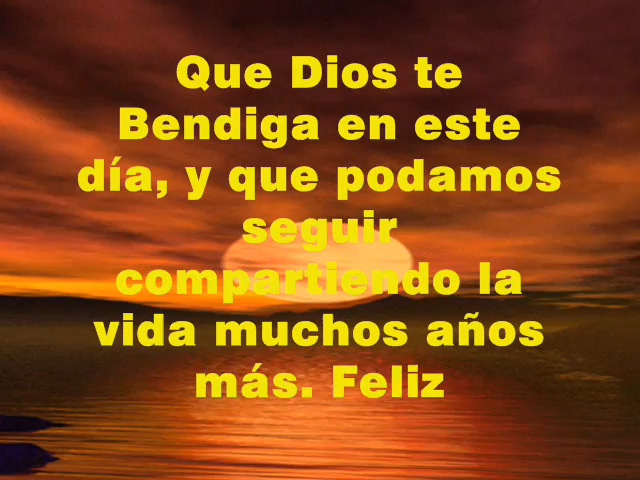 Que Dios te
Bendiga en este
día, y que podamos
seguir
compartiendo la
vida muchos años
más. Feliz